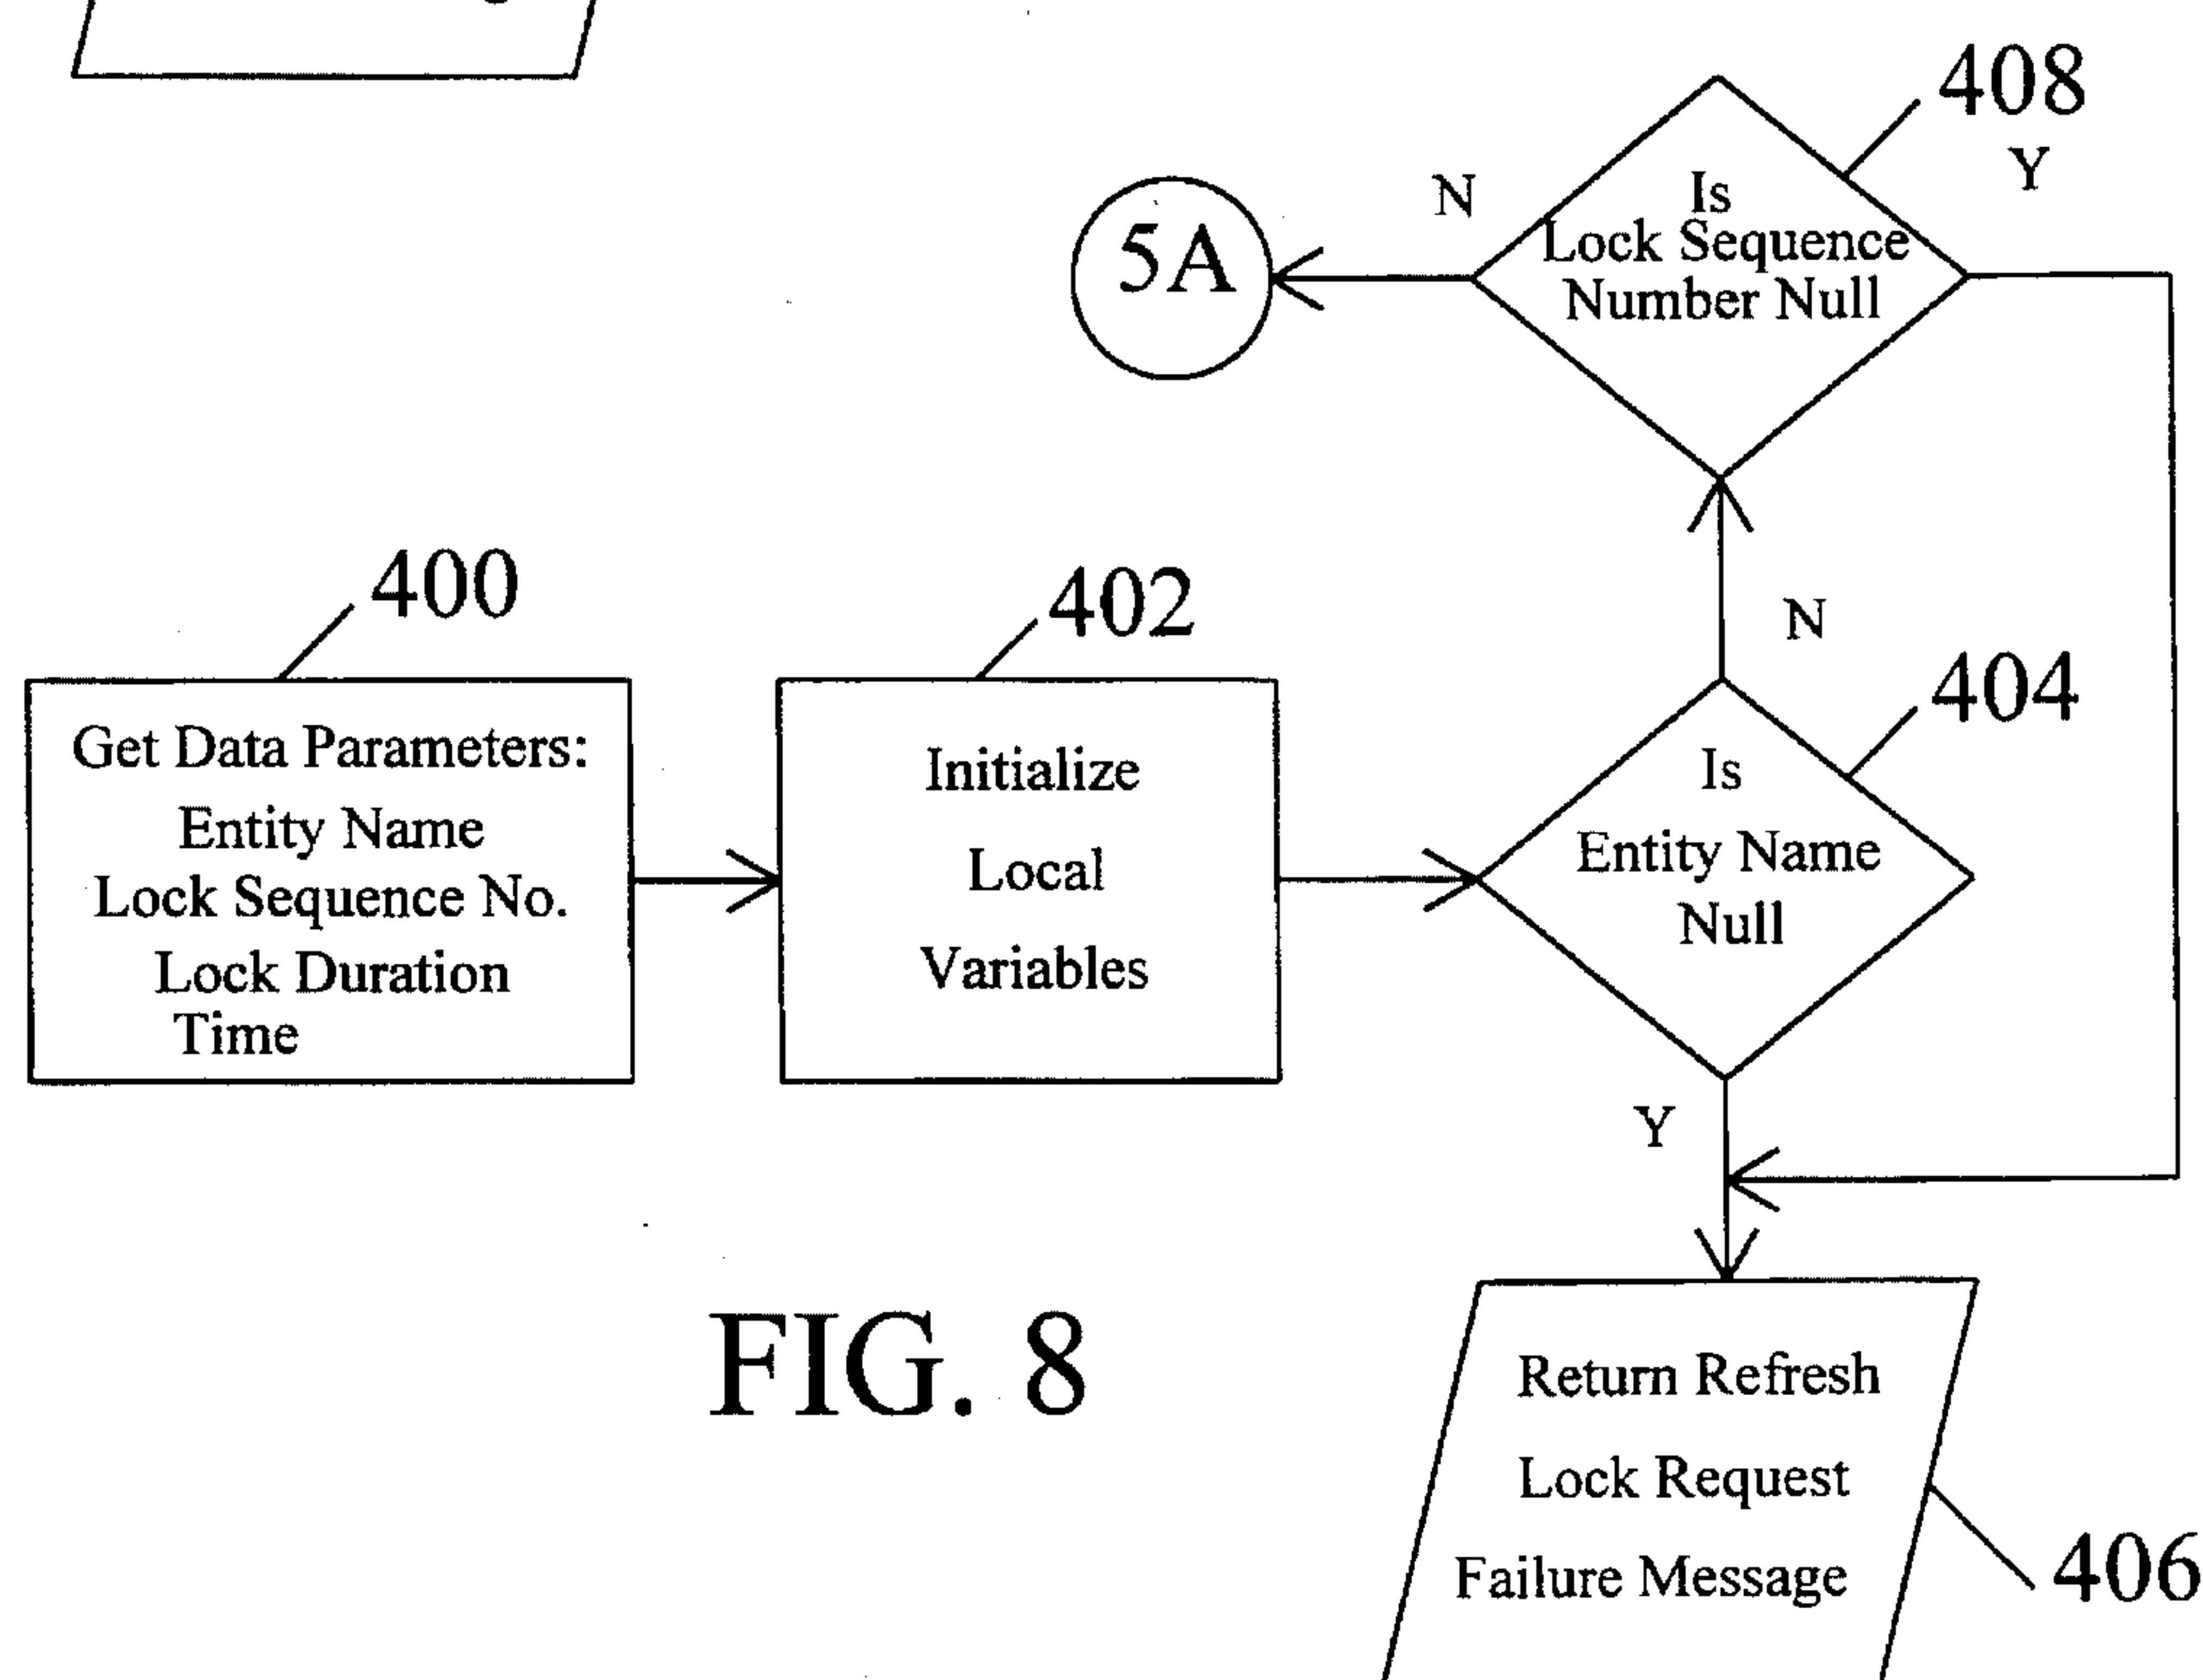 408
Y
N
Is
Lock Sequence
Number Null
5A
N
400
402
404
Get Data Parameters:
Entity Name
Lock Sequence No.
Lock Duration
Time
Initialize
Local
Variables
Is
Entity Name
Null
Y
FIG. 8
Return Refresh
Lock Request
Failure Message
406